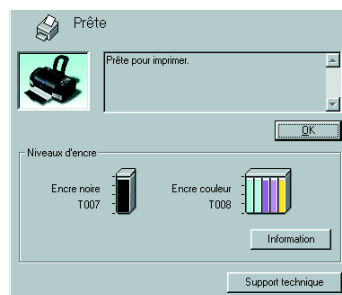 Prête
Prête pour imprimer.
OK
Niveaux d'encre
Encre noire
T007
Encre couleur
T008
Information
Support technique